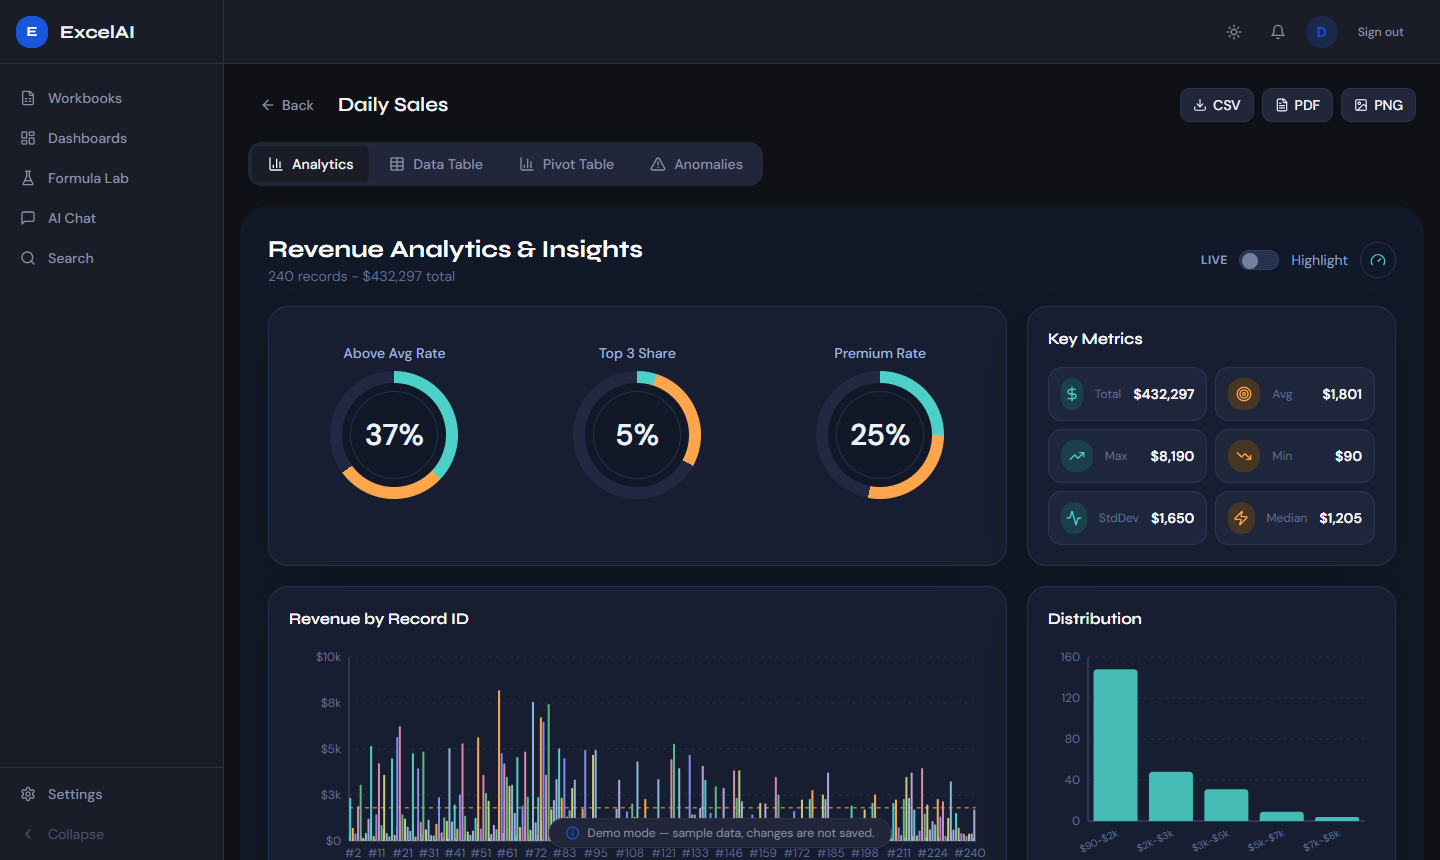 E ExcelAI
D Sign out
Workbooks
Dashboards
Formula Lab
AI Chat
Search
Settings
Collapse
Back Daily Sales
CSV PDF PNG
Analytics Data Table Pivot Table Anomalies
Revenue Analytics & Insights
240 records - $432,297 total
LIVE Highlight
Above Avg Rate Top 3 Share Premium Rate
37% 5% 25%
Key Metrics
Total $432,297 Avg $1,801
Max $8,190 Min $90
StdDev $1,650 Median $1,205
Revenue by Record ID
$10k
$8k
$5k
$3k
$0
#2 #11 #21 #31 #41 #51 #61 #72 #83 #95 #108 #121 #133 #146 #159 #172 #185 #198 #211 #224 #240
Distribution
160
120
80
40
0
$90-$2k $2k-$3k $3k-$5k $5k-$7k $7k-$8k
Demo mode — sample data, changes are not saved.